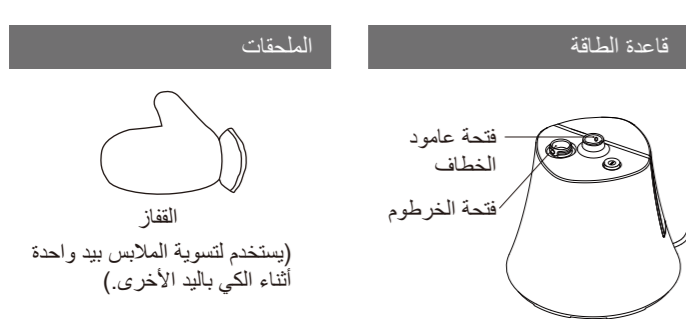 قاعدة الطاقة
فتحة عامود
الخطاف
فتحة الخرطوم
الملحقات
القفاز
(يستخدم لتسوية الملابس بيد واحدة
أثناء الكي باليد الأخرى.)